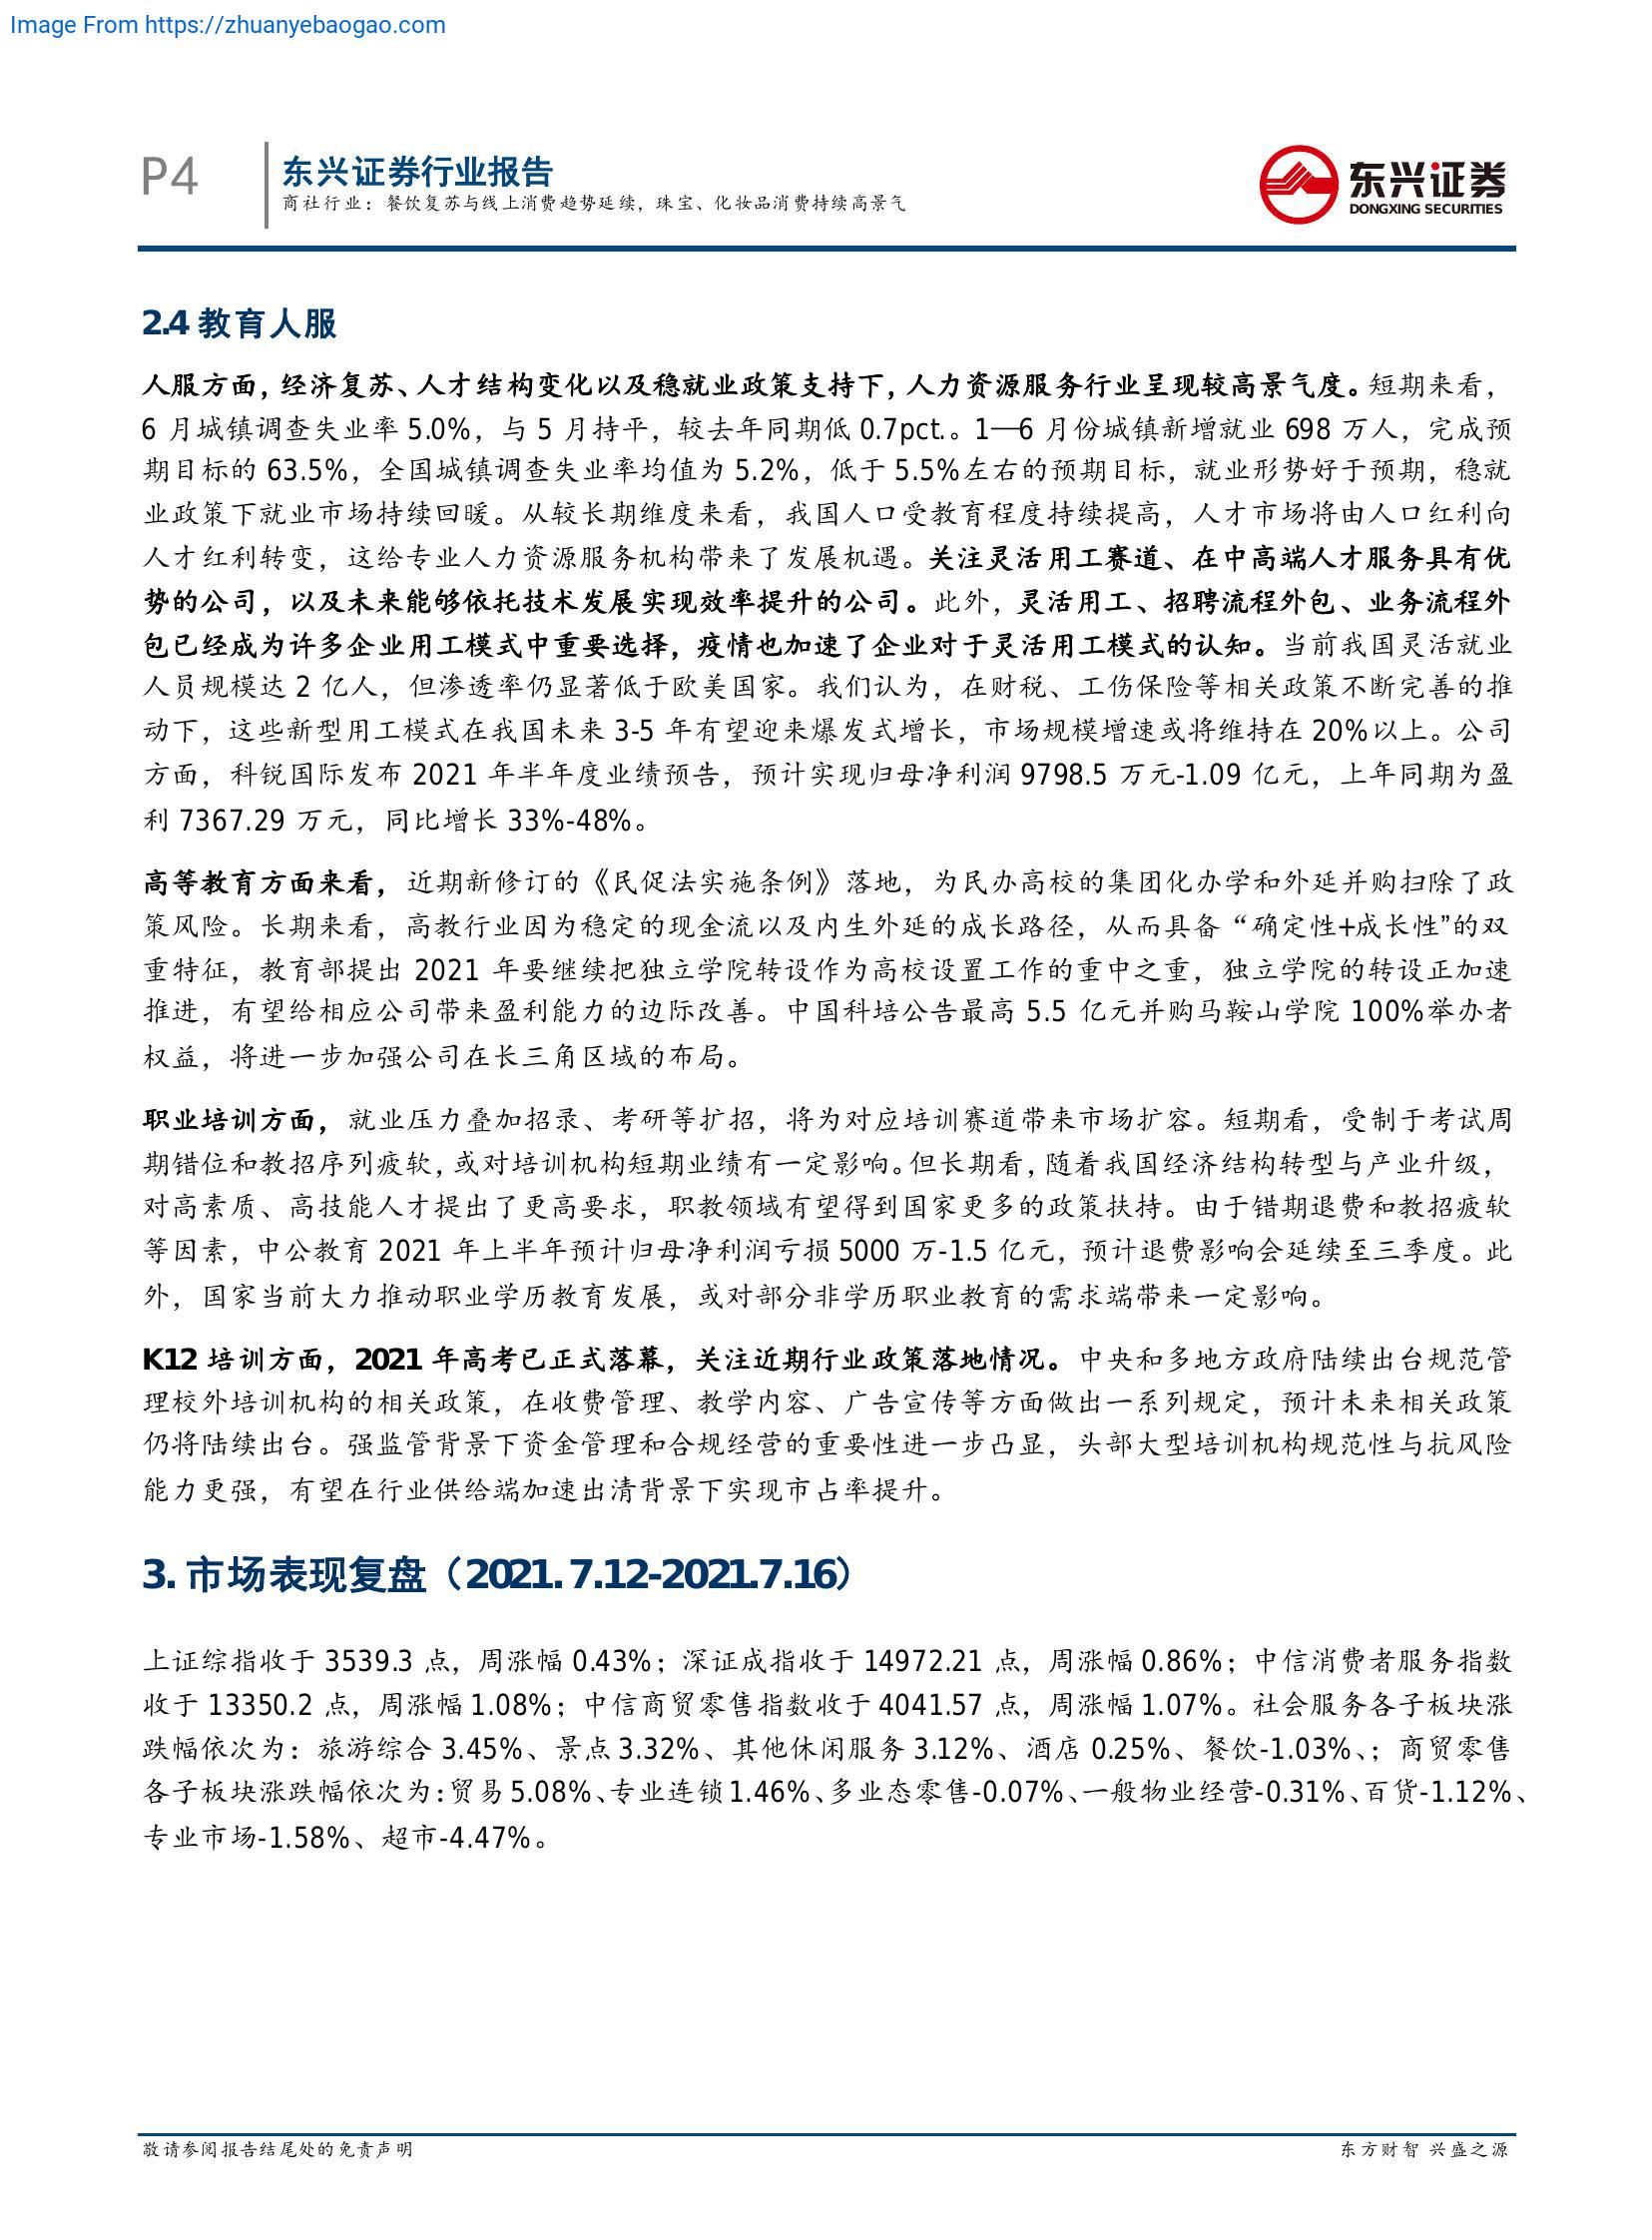 Image From https://zhuanyebaogao.com
P4
东兴证券行业报告
商社行业：餐饮复苏与线上消费趋势延续，珠宝、化妆品消费持续高景气
东兴证券
DONGXING SECURITIES
2.4 教育人服
人服方面，经济复苏、人才结构变化以及稳就业政策支持下，人力资源服务行业呈现较高景气度。短期来看，
6 月城镇调查失业率 5.0%，与 5 月持平，较去年同期低 0.7pct.。1—6 月份城镇新增就业 698 万人，完成预
期目标的 63.5%，全国城镇调查失业率均值为 5.2%，低于 5.5%左右的预期目标，就业形势好于预期，稳就
业政策下就业市场持续回暖。从较长期维度来看，我国人口受教育程度持续提高，人才市场将由人口红利向
人才红利转变，这给专业人力资源服务机构带来了发展机遇。关注灵活用工赛道、在中高端人才服务具有优
势的公司，以及未来能够依托技术发展实现效率提升的公司。此外，灵活用工、招聘流程外包、业务流程外
包已经成为许多企业用工模式中重要选择，疫情也加速了企业对于灵活用工模式的认知。当前我国灵活就业
人员规模达 2 亿人，但渗透率仍显著低于欧美国家。我们认为，在财税、工伤保险等相关政策不断完善的推
动下，这些新型用工模式在我国未来 3-5 年有望迎来爆发式增长，市场规模增速或将维持在 20%以上。公司
方面，科锐国际发布 2021 年半年度业绩预告，预计实现归母净利润 9798.5 万元-1.09 亿元，上年同期为盈
利 7367.29 万元，同比增长 33%-48%。
高等教育方面来看，近期新修订的《民促法实施条例》落地，为民办高校的集团化办学和外延并购扫除了政
策风险。长期来看，高教行业因为稳定的现金流以及内生外延的成长路径，从而具备“确定性+成长性”的双
重特征，教育部提出 2021 年要继续把独立学院转设作为高校设置工作的重中之重，独立学院的转设正加速
推进，有望给相应公司带来盈利能力的边际改善。中国科培公告最高 5.5 亿元并购马鞍山学院 100%举办者
权益，将进一步加强公司在长三角区域的布局。
职业培训方面，就业压力叠加招录、考研等扩招，将为对应培训赛道带来市场扩容。短期看，受制于考试周
期错位和教招序列疲软，或对培训机构短期业绩有一定影响。但长期看，随着我国经济结构转型与产业升级，
对高素质、高技能人才提出了更高要求，职教领域有望得到国家更多的政策扶持。由于错期退费和教招疲软
等因素，中公教育 2021 年上半年预计归母净利润亏损 5000 万-1.5 亿元，预计退费影响会延续至三季度。此
外，国家当前大力推动职业学历教育发展，或对部分非学历职业教育的需求端带来一定影响。
K12 培训方面，2021 年高考已正式落幕，关注近期行业政策落地情况。中央和多地方政府陆续出台规范管
理校外培训机构的相关政策，在收费管理、教学内容、广告宣传等方面做出一系列规定，预计未来相关政策
仍将陆续出台。强监管背景下资金管理和合规经营的重要性进一步凸显，头部大型培训机构规范性与抗风险
能力更强，有望在行业供给端加速出清背景下实现市占率提升。
3. 市场表现复盘（2021. 7.12-2021.7.16）
上证综指收于 3539.3 点，周涨幅 0.43%；深证成指收于 14972.21 点，周涨幅 0.86%；中信消费者服务指数
收于 13350.2 点，周涨幅 1.08%；中信商贸零售指数收于 4041.57 点，周涨幅 1.07%。社会服务各子板块涨
跌幅依次为：旅游综合 3.45%、景点 3.32%、其他休闲服务 3.12%、酒店 0.25%、餐饮-1.03%、；商贸零售
各子板块涨跌幅依次为：贸易 5.08%、专业连锁 1.46%、多业态零售-0.07%、一般物业经营-0.31%、百货-1.12%、
专业市场-1.58%、超市-4.47%。
敬请参阅报告结尾处的免责声明
东方财智 兴盛之源